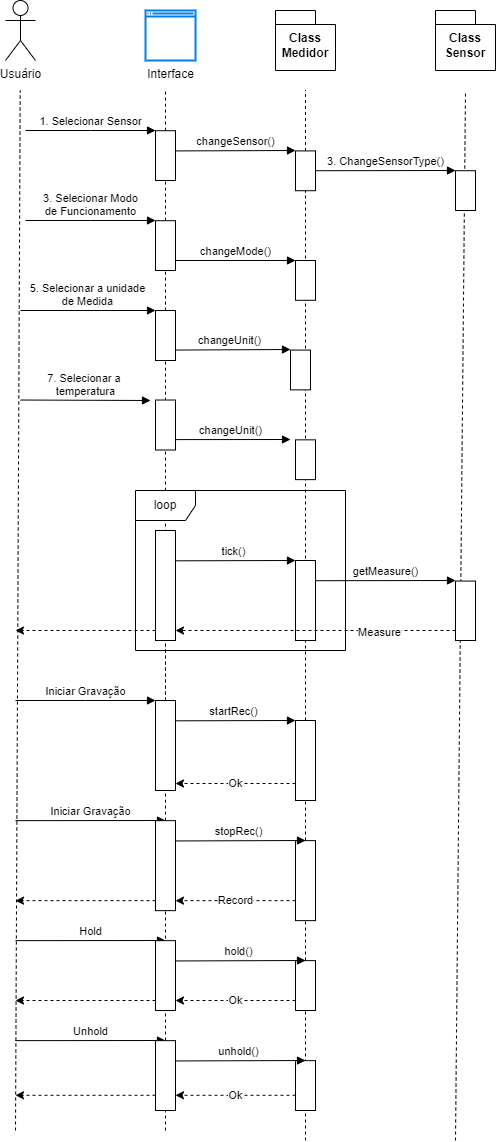 Usuário
Interface
Class
Medidor
Class
Sensor
1. Selecionar Sensor
changeSensor()
3. ChangeSensorType()
3. Selecionar Modo
de Funcionamento
changeMode()
5. Selecionar a unidade
de Medida
changeUnit()
7. Selecionar a
temperatura
changeUnit()
loop
tick()
getMeasure()
Measure
Iniciar Gravação
startRec()
Ok
Iniciar Gravação
stopRec()
Record
Hold
hold()
Ok
Unhold
unhold()
Ok